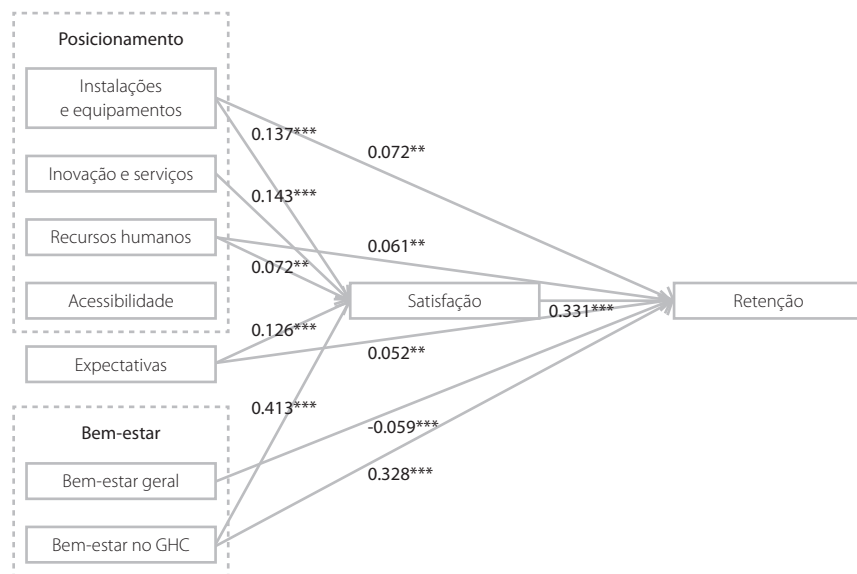 Posicionamento
Instalações
e equipamentos
0.137***
0.072**
Inovação e serviços
0.143***
Recursos humanos
0.061**
0.072**
Acessibilidade
Satisfação
0.331***
Retenção
0.126***
Expectativas
0.052**
0.413***
Bem-estar
-0.059***
Bem-estar geral
0.328***
Bem-estar no GHC